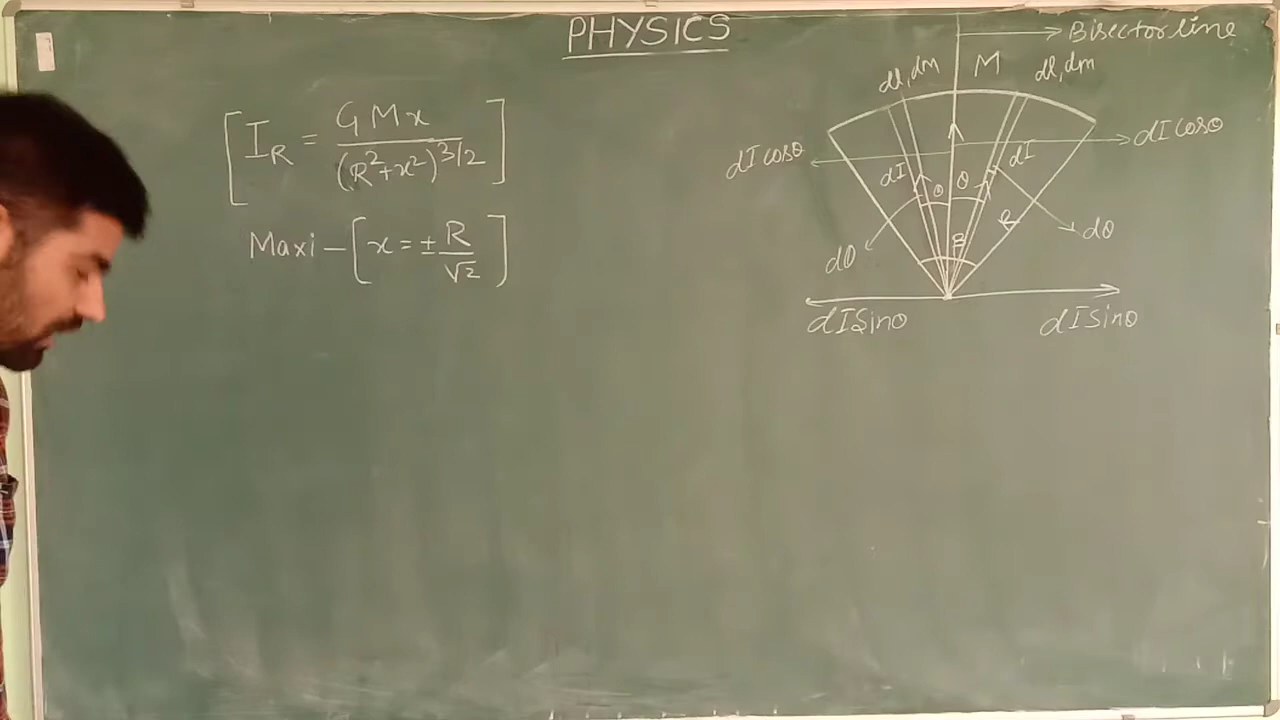 PHYSICS
[I_R = GMx / (R²+x²)^3/2]
Maxi - [x = ± R/√2]
Bisector line
dl, dm M dl, dm
dI cosθ dI cosθ
dI dI
θ θ
R
dθ dθ
dI Sinθ dI Sinθ